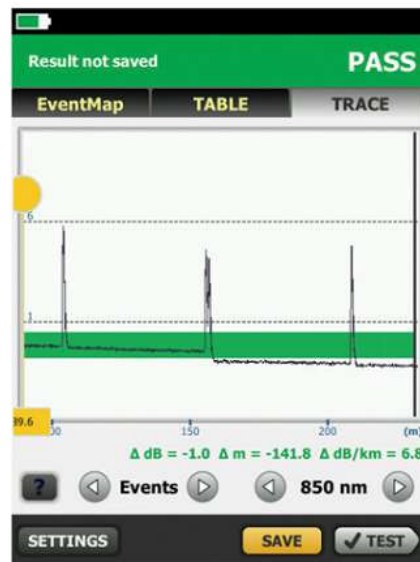 Result not saved PASS
EventMap TABLE TRACE
6
1
89.6
100 150 200 (m)
Δ dB = -1.0 Δ m = -141.8 Δ dB/km = 6.8
? Events 850 nm
SETTINGS SAVE TEST